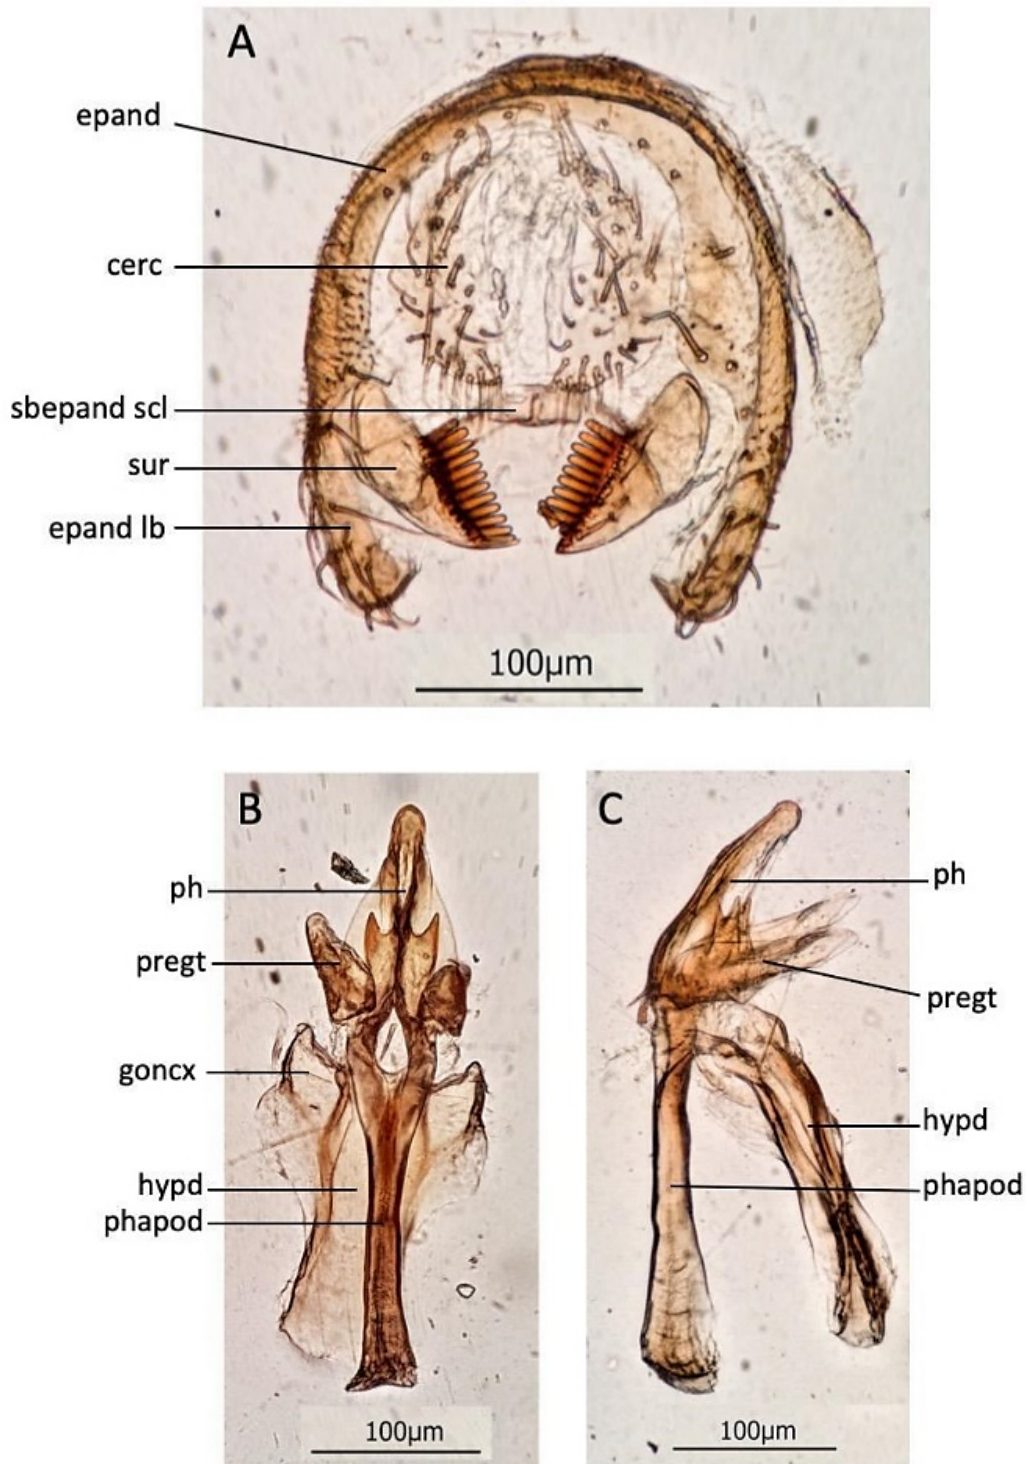 A
epand
cerc
sbepand scl
sur
epand lb
100µm
B
ph
pregt
goncx
hypd
phapod
100µm
C
ph
pregt
hypd
phapod
100µm